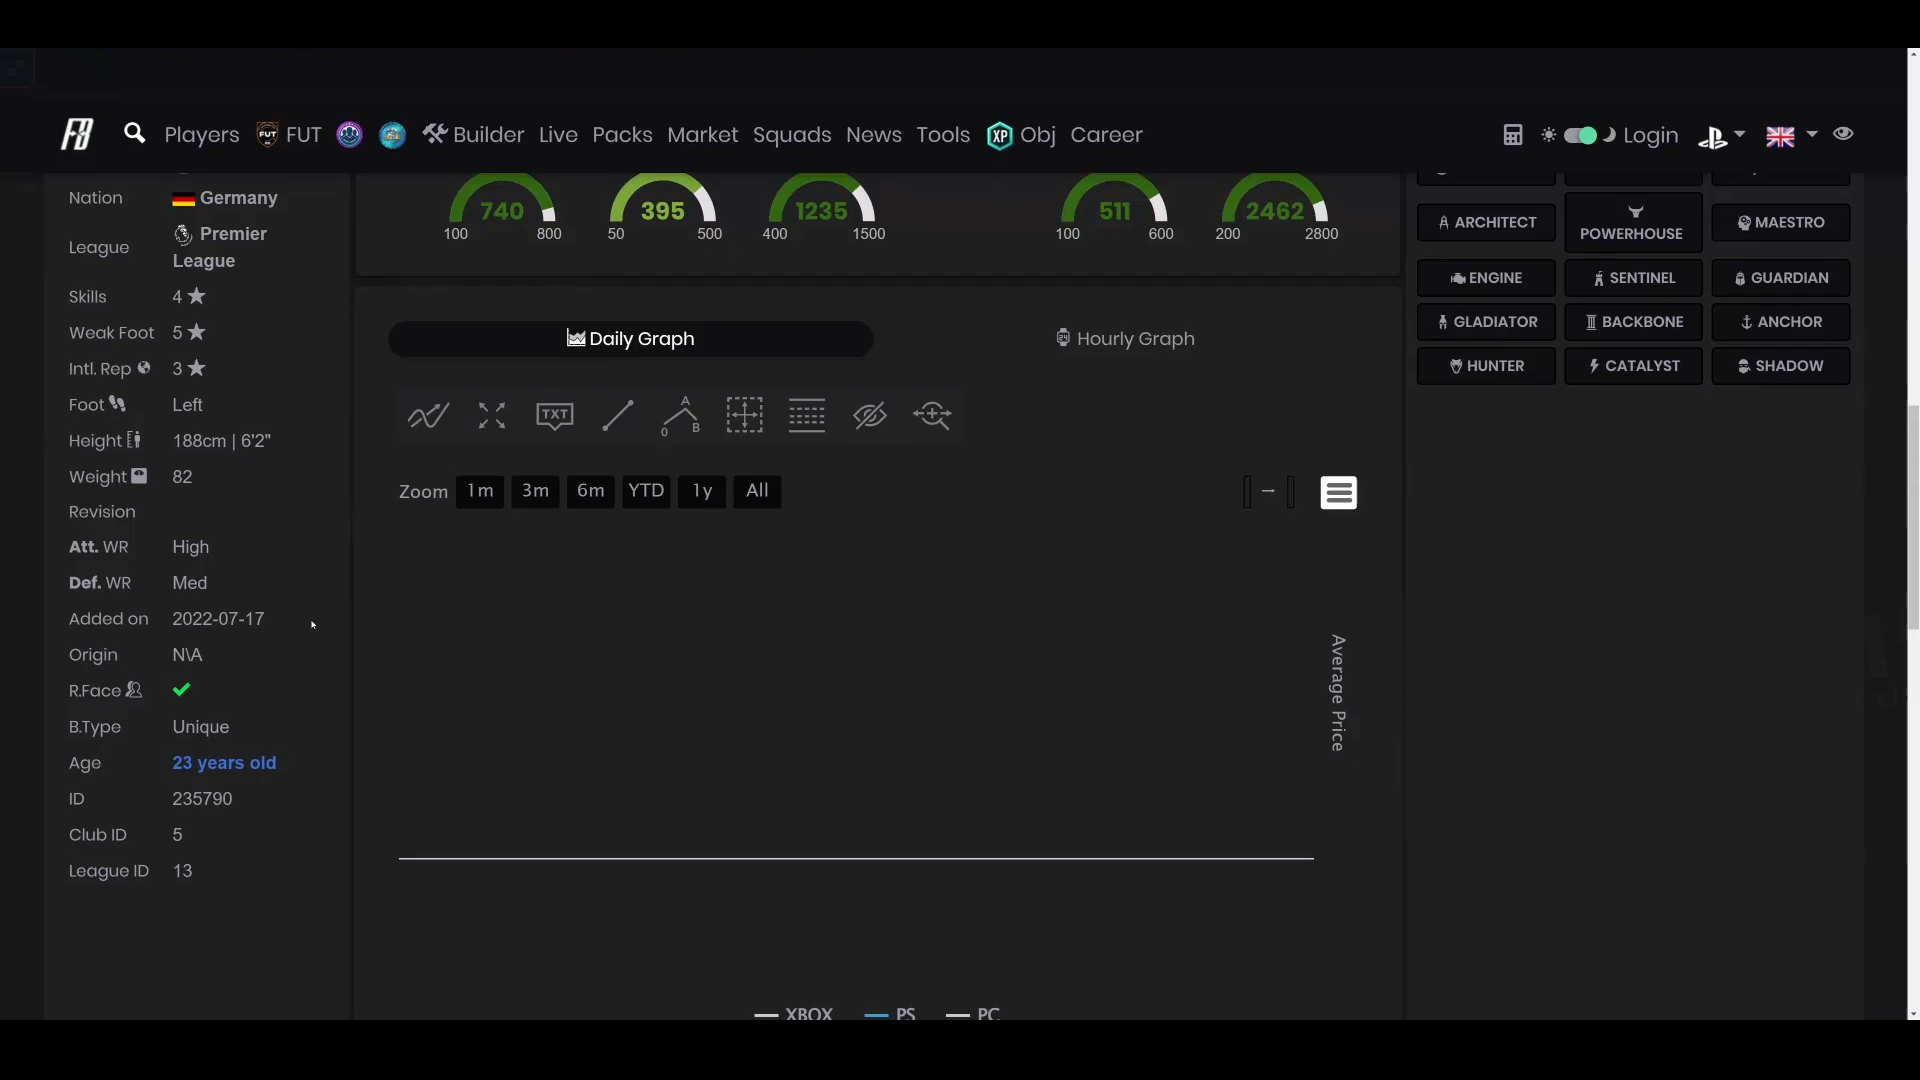 Players FUT Builder Live Packs Market Squads News Tools XP Obj Career Login
Nation Germany
League Premier League
Skills 4
Weak Foot 5
Intl. Rep 3
Foot Left
Height 188cm | 6'2"
Weight 82
Revision
Att. WR High
Def. WR Med
Added on 2022-07-17
Origin N\A
R.Face
B.Type Unique
Age 23 years old
ID 235790
Club ID 5
League ID 13
740 395 1235 511 2462
100 800 50 500 400 1500 100 600 200 2800
Daily Graph Hourly Graph
TXT A 0 B
Zoom 1m 3m 6m YTD 1y All →
Average Price
XBOX PS PC
ARCHITECT POWERHOUSE MAESTRO
ENGINE SENTINEL GUARDIAN
GLADIATOR BACKBONE ANCHOR
HUNTER CATALYST SHADOW